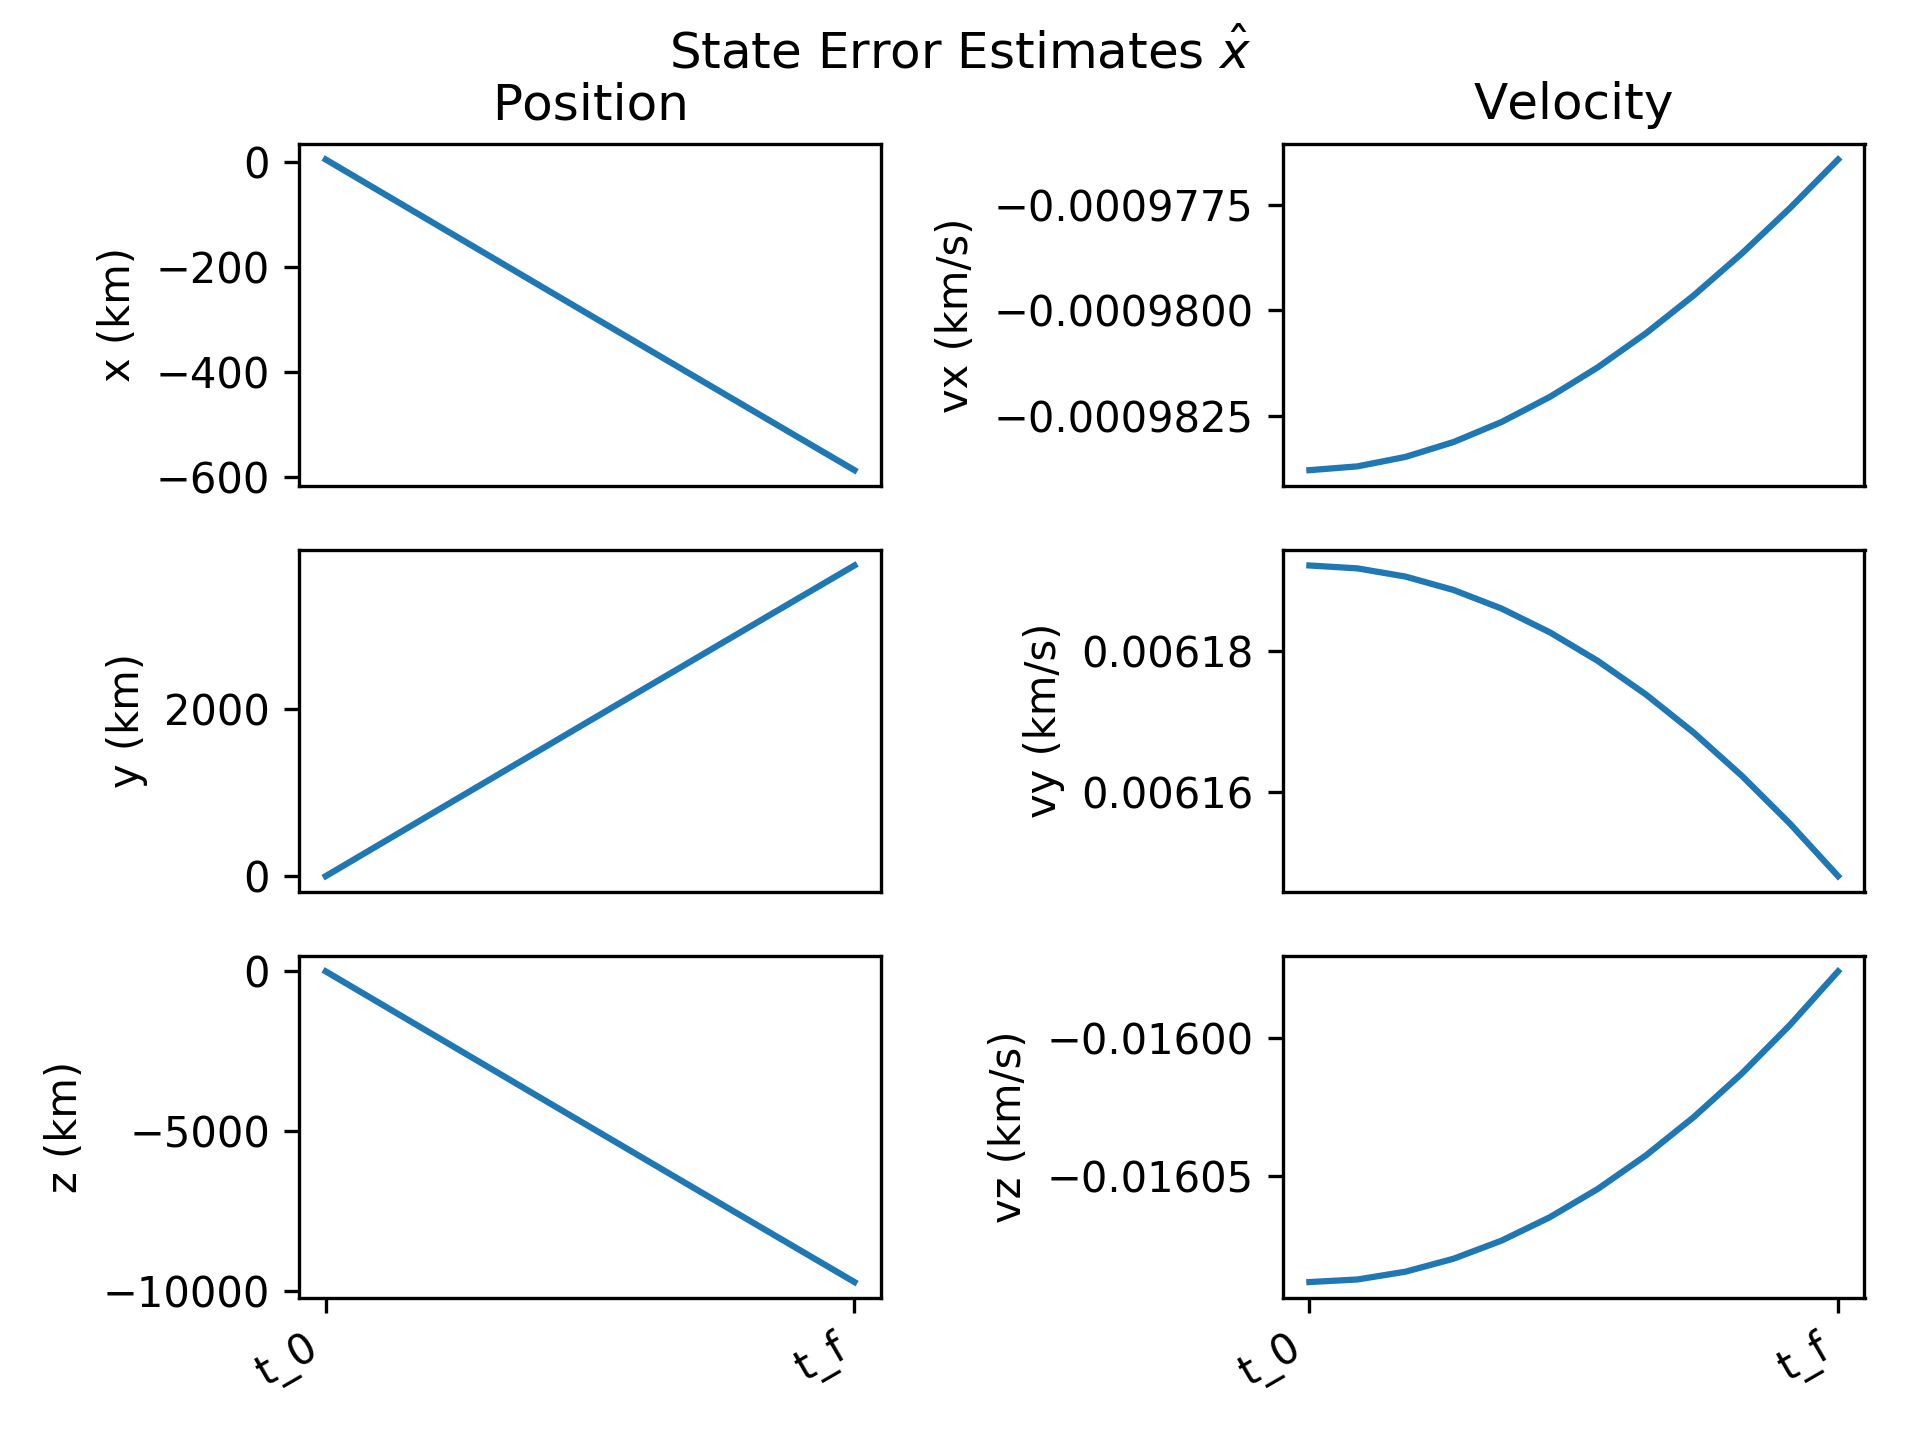 State Error Estimates x̂
Position
Velocity
0
−200
−400
−600
x (km)
−0.0009775
−0.0009800
−0.0009825
vx (km/s)
2000
0
y (km)
0.00618
0.00616
vy (km/s)
0
−5000
−10000
z (km)
−0.01600
−0.01605
vz (km/s)
t_0
t_f
t_0
t_f